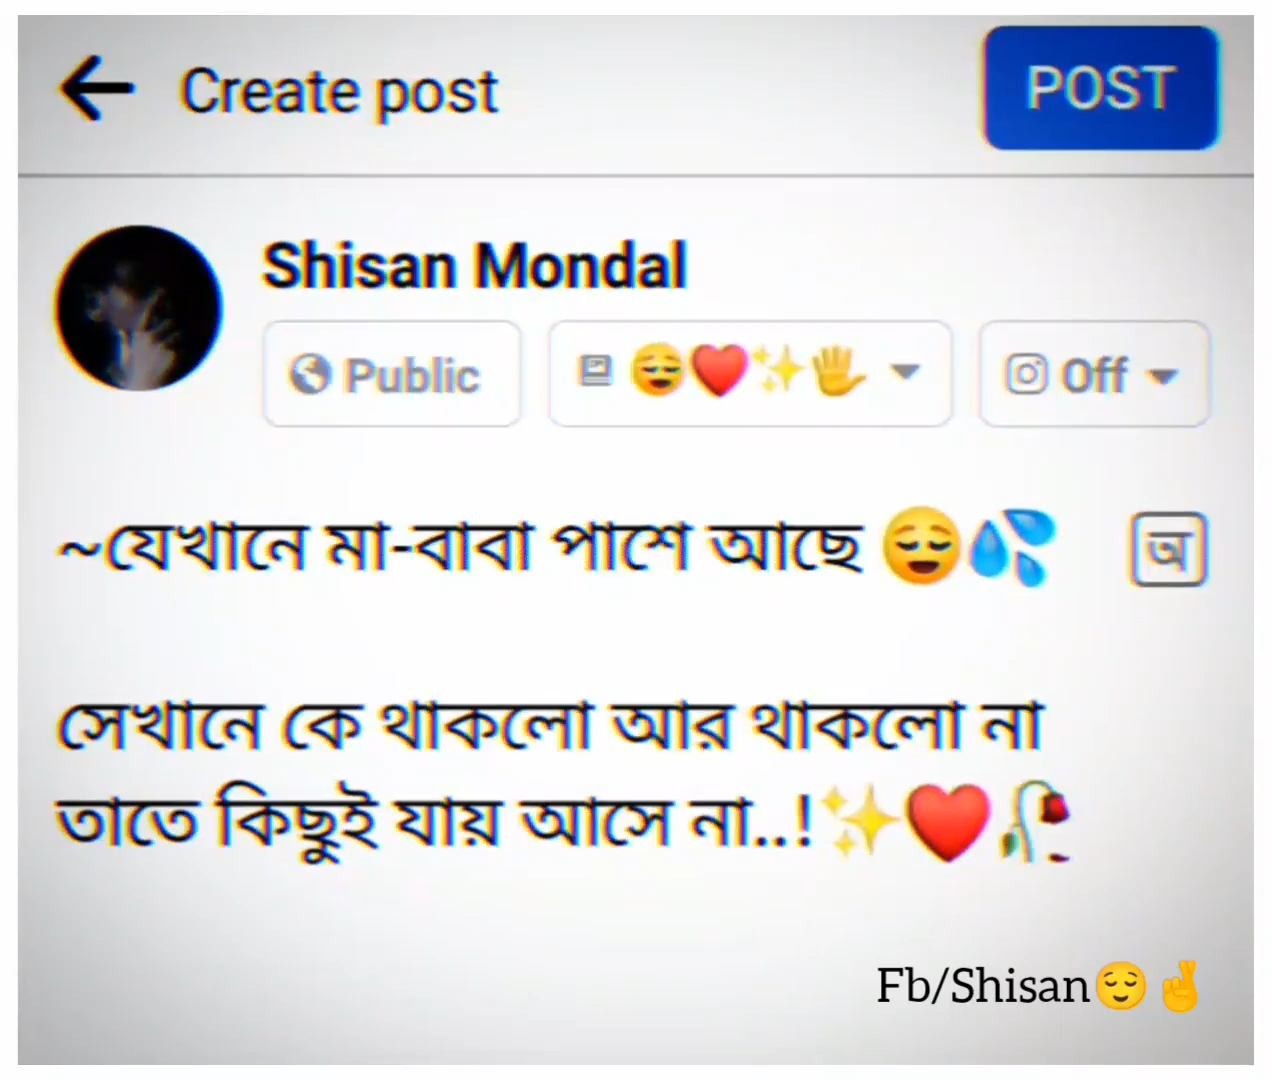 Create post
POST
Shisan Mondal
Public
😩❤️✨🖐️
Off
~যেখানে মা-বাবা পাশে আছে 😩💦
অ
সেখানে কে থাকলো আর থাকলো না
তাতে কিছুই যায় আসে না..!✨❤️🥀
Fb/Shisan😌🤞